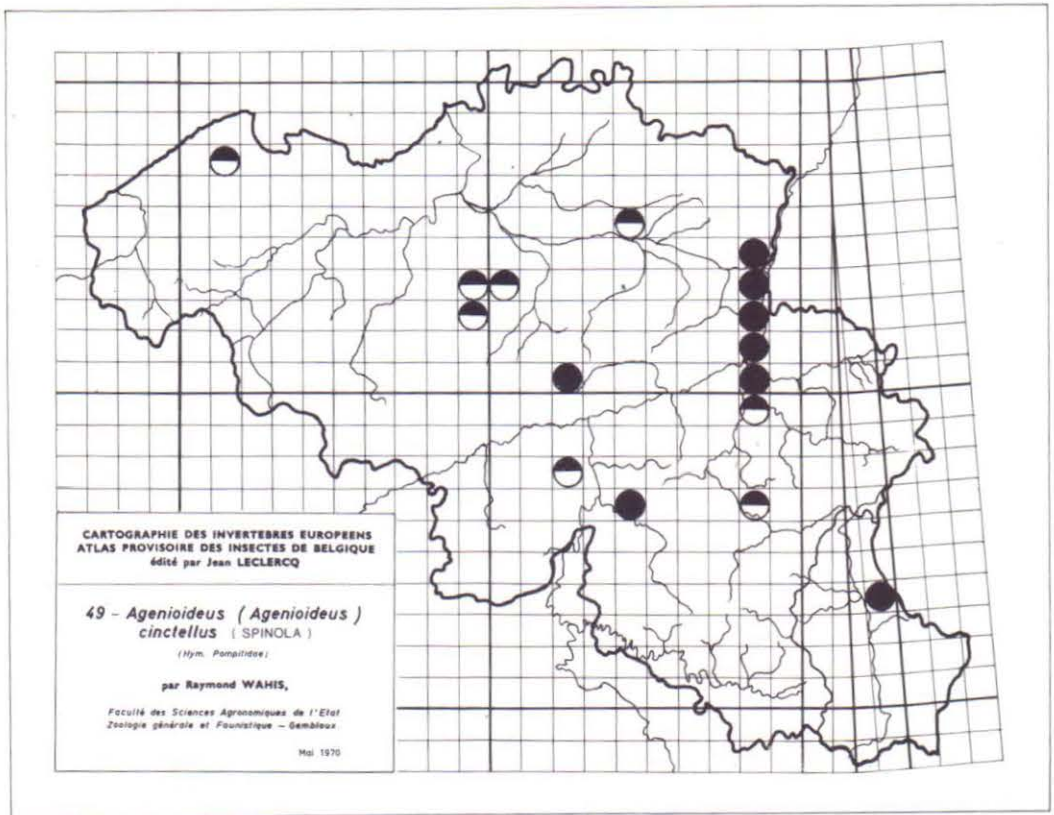 CARTOGRAPHIE DES INVERTEBRES EUROPEENS
ATLAS PROVISOIRE DES INSECTES DE BELGIQUE
édité par Jean LECLERCQ
49 - Agenioideus ( Agenioideus )
cinctellus ( SPINOLA )
(Hym. Pompilidae)
par Raymond WAHIS,
Faculté des Sciences Agronomiques de l'Etat
Zoologie générale et Faunistique - Gembloux
Mai 1970